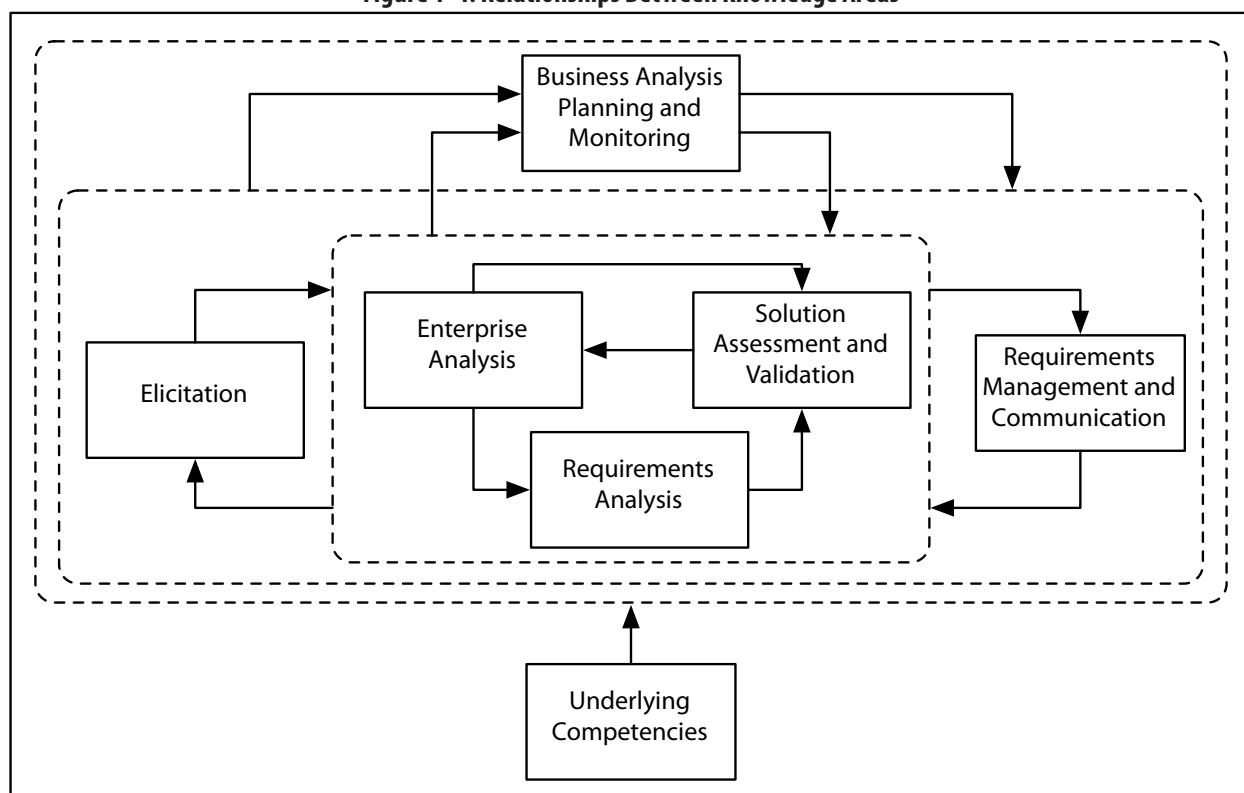 Business Analysis
Planning and
Monitoring
Enterprise
Analysis
Solution
Assessment and
Validation
Elicitation
Requirements
Management and
Communication
Requirements
Analysis
Underlying
Competencies